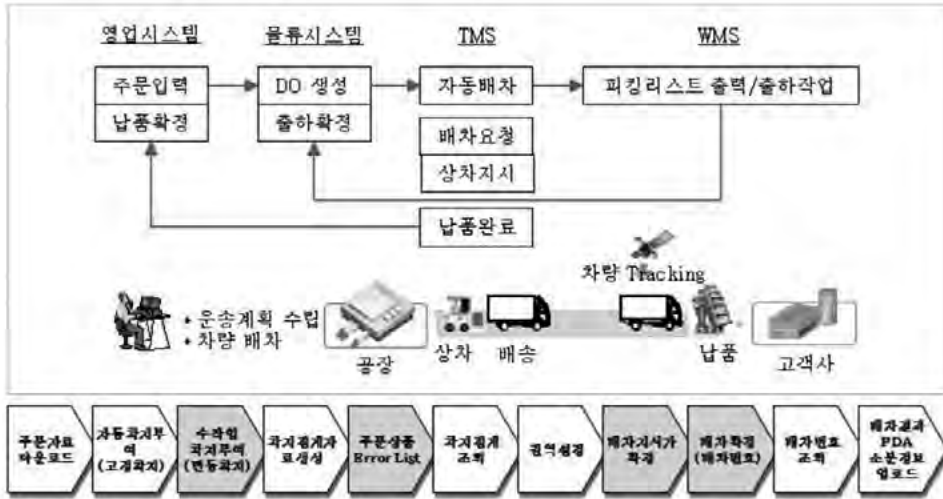 영업시스템
물류시스템
TMS
WMS
주문입력
DO 생성
자동배차
피킹리스트 출력/출하작업
납품확정
출하확정
배차요청
상차지시
납품완료
차량 Tracking
+ 운송계획 수립
+ 차량 배차
공장
상차
배송
납품
고객사
주문자료
다운로드
자동착지부
여
(고정착지)
수작업
착지부여
(변동착지)
착지집계자
료생성
주문상품
Error List
착지집계
조회
권역설정
배차지시가
확정
배차확정
(배차번호)
배차번호
조회
배차결과
PDA
소분정보
업로드